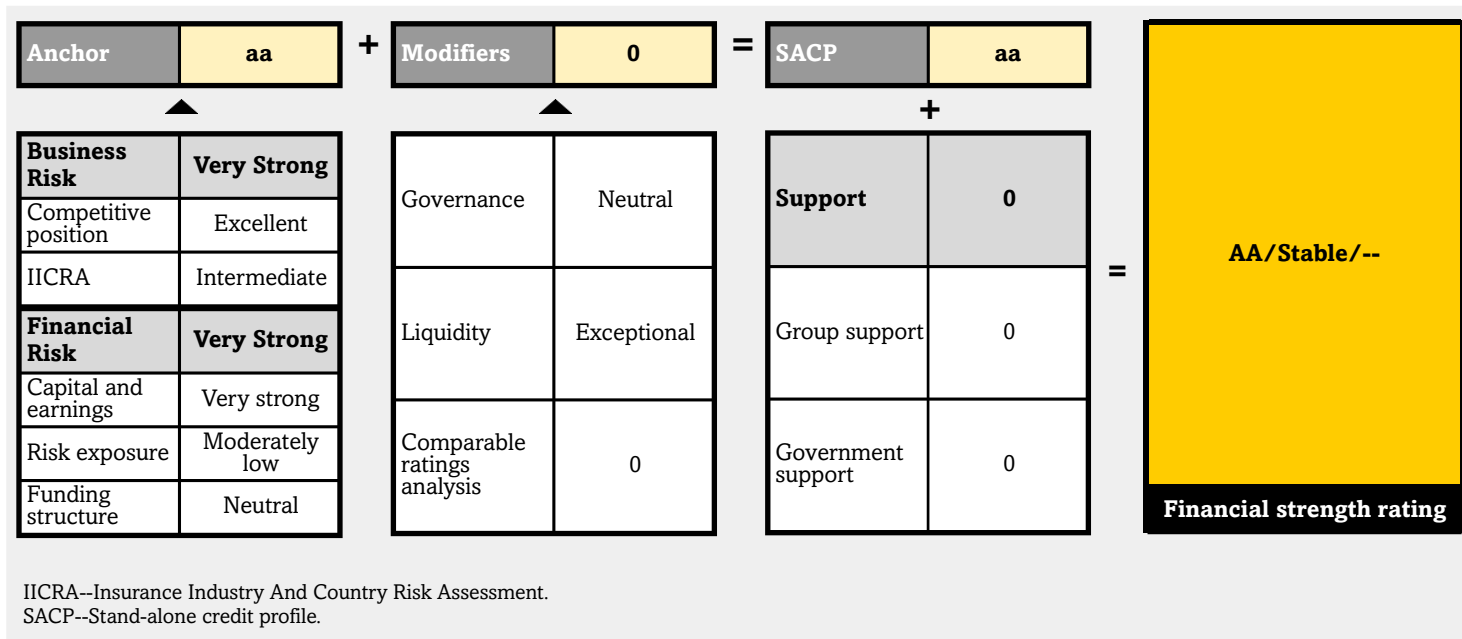 Anchor aa + Modifiers 0 = SACP aa
+
Business
Risk
Very Strong
Competitive
position
Excellent
IICRA Intermediate
Financial
Risk
Very Strong
Capital and
earnings
Very strong
Risk exposure
Moderately
low
Funding
structure
Neutral
Governance Neutral
Liquidity Exceptional
Comparable
ratings
analysis
0
Support 0
Group support 0
Government
support
0
=
AA/Stable/--
Financial strength rating
IICRA--Insurance Industry And Country Risk Assessment.
SACP--Stand-alone credit profile.